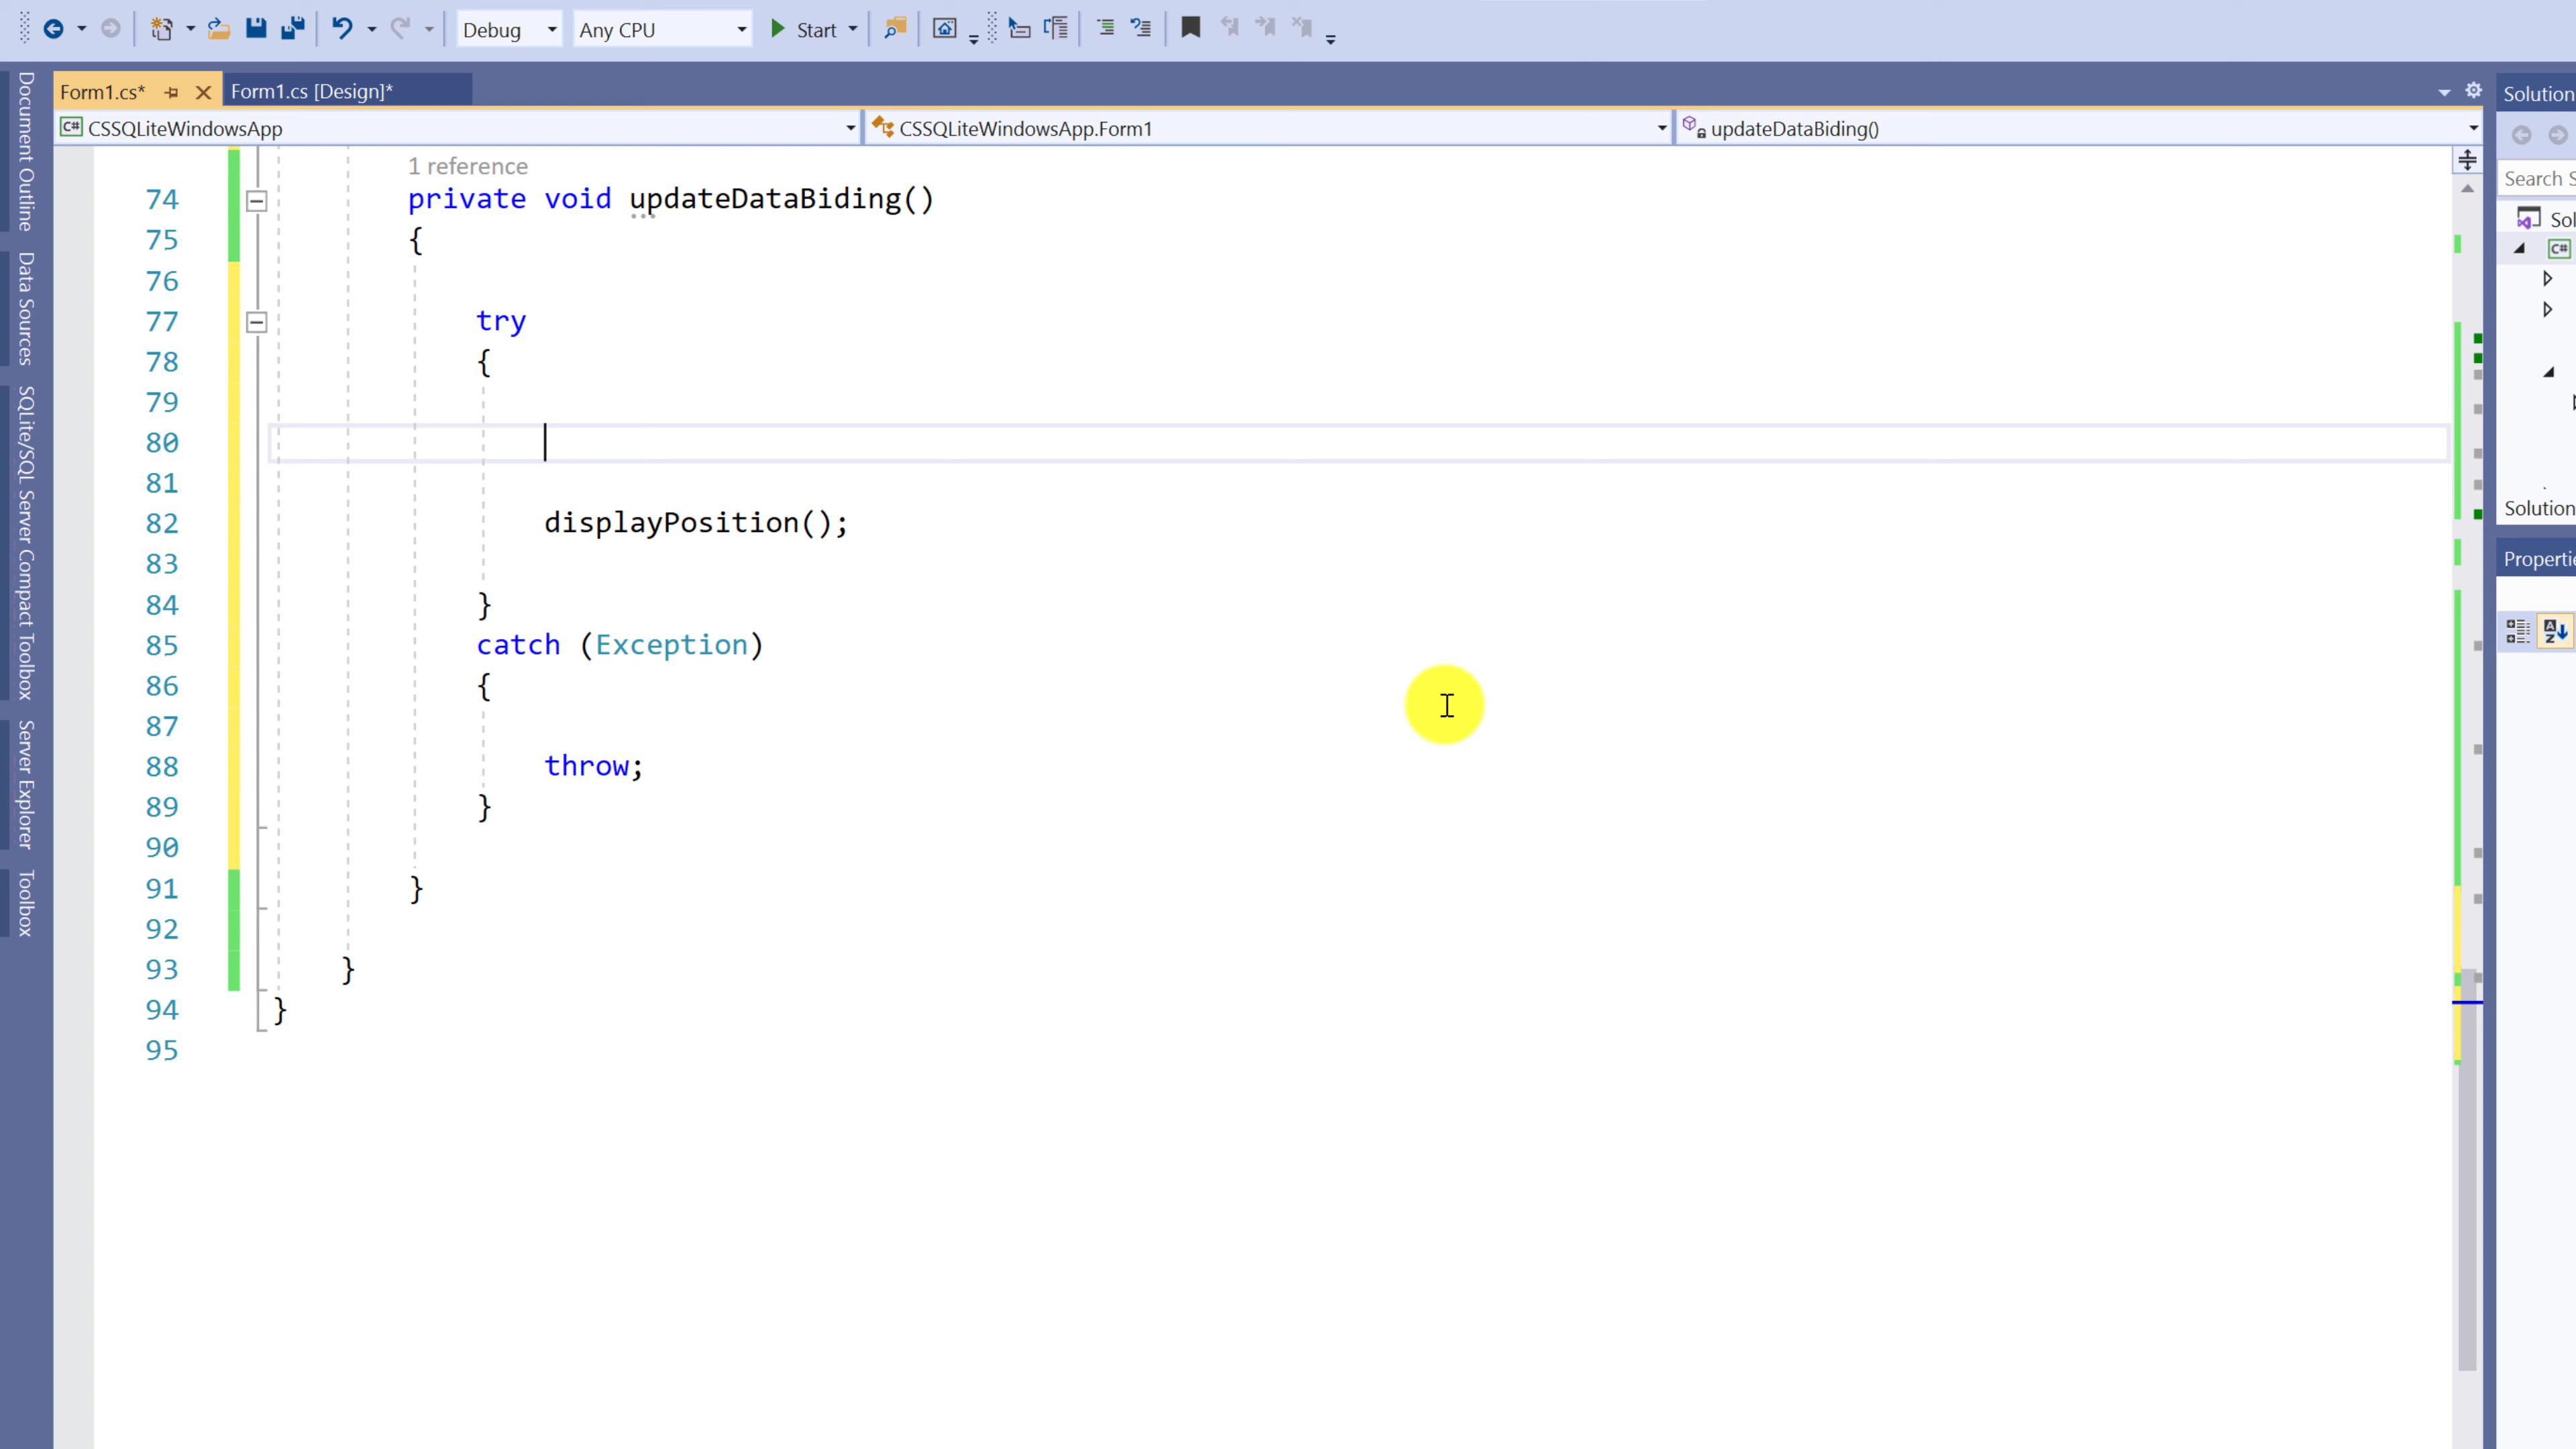 Debug Any CPU Start
Form1.cs* Form1.cs [Design]*
CSSQLiteWindowsApp CSSQLiteWindowsApp.Form1 updateDataBiding()
1 reference
74 private void updateDataBiding()
75 {
76
77 try
78 {
79
80
81
82 displayPosition();
83
84 }
85 catch (Exception)
86 {
87
88 throw;
89 }
90
91 }
92
93 }
94 }
95
Document Outline
Data Sources
SQLite/SQL Server Compact Toolbox
Server Explorer
Toolbox
Solution
Search S
Sol
C#
Solution
Properti